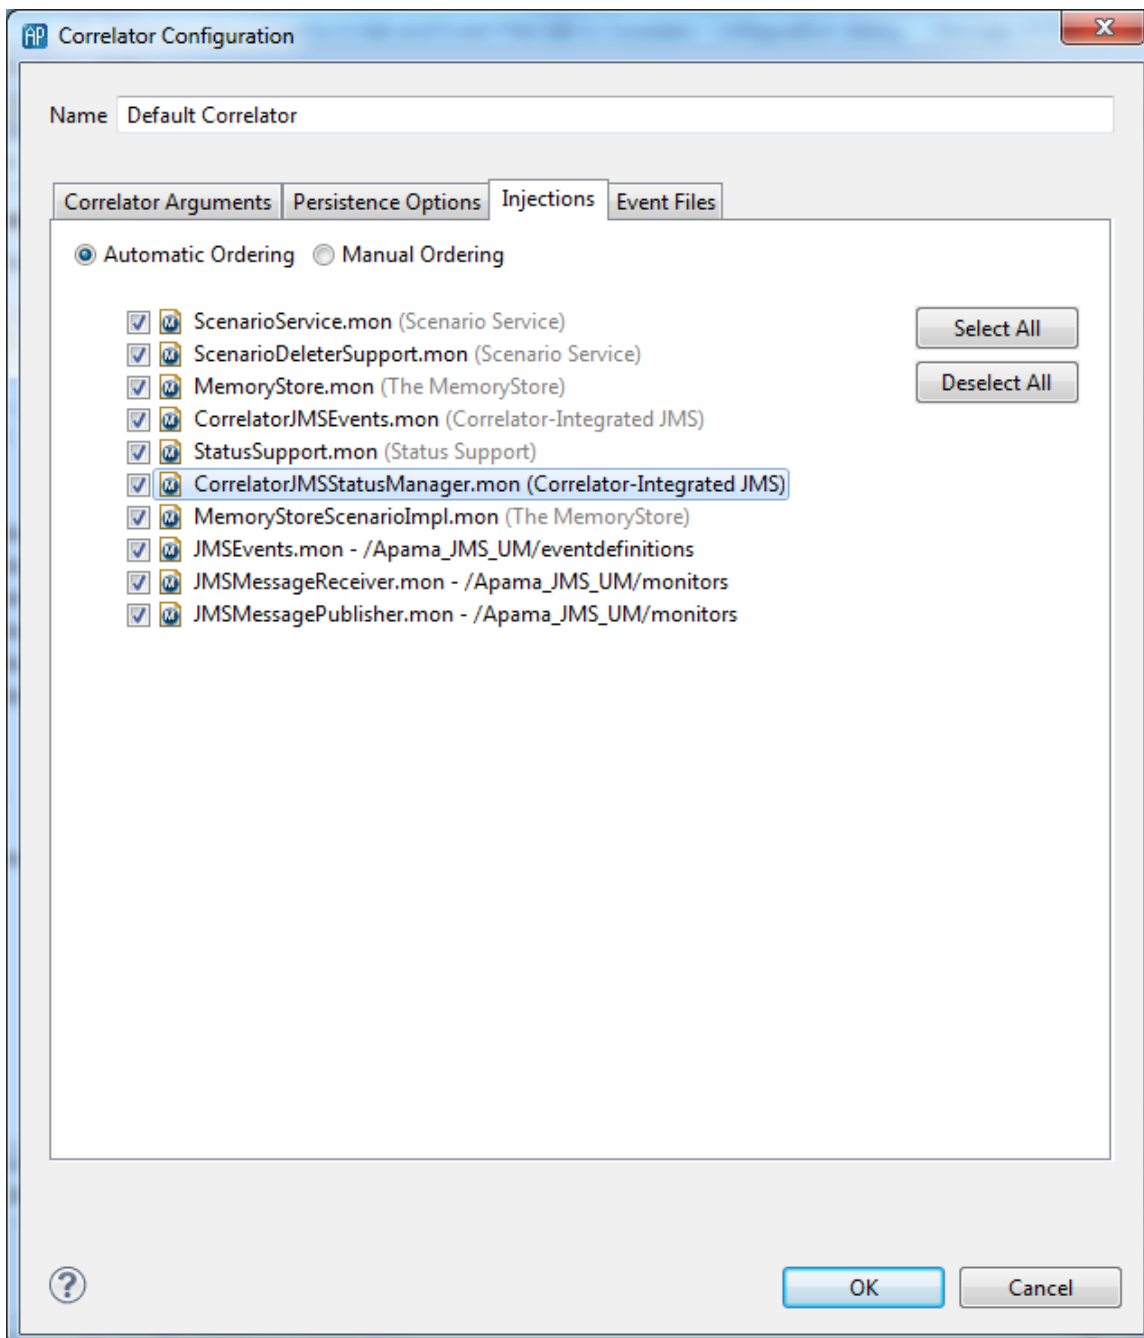 AP Correlator Configuration
x
Name Default Correlator
Correlator Arguments Persistence Options Injections Event Files
Automatic Ordering Manual Ordering
ScenarioService.mon (Scenario Service)
Select All
ScenarioDeleterSupport.mon (Scenario Service)
MemoryStore.mon (The MemoryStore)
Deselect All
CorrelatorJMSEvents.mon (Correlator-Integrated JMS)
StatusSupport.mon (Status Support)
CorrelatorJMSStatusManager.mon (Correlator-Integrated JMS)
MemoryStoreScenarioImpl.mon (The MemoryStore)
JMSEvents.mon - /Apama_JMS_UM/eventdefinitions
JMSMessageReceiver.mon - /Apama_JMS_UM/monitors
JMSMessagePublisher.mon - /Apama_JMS_UM/monitors
?
OK Cancel